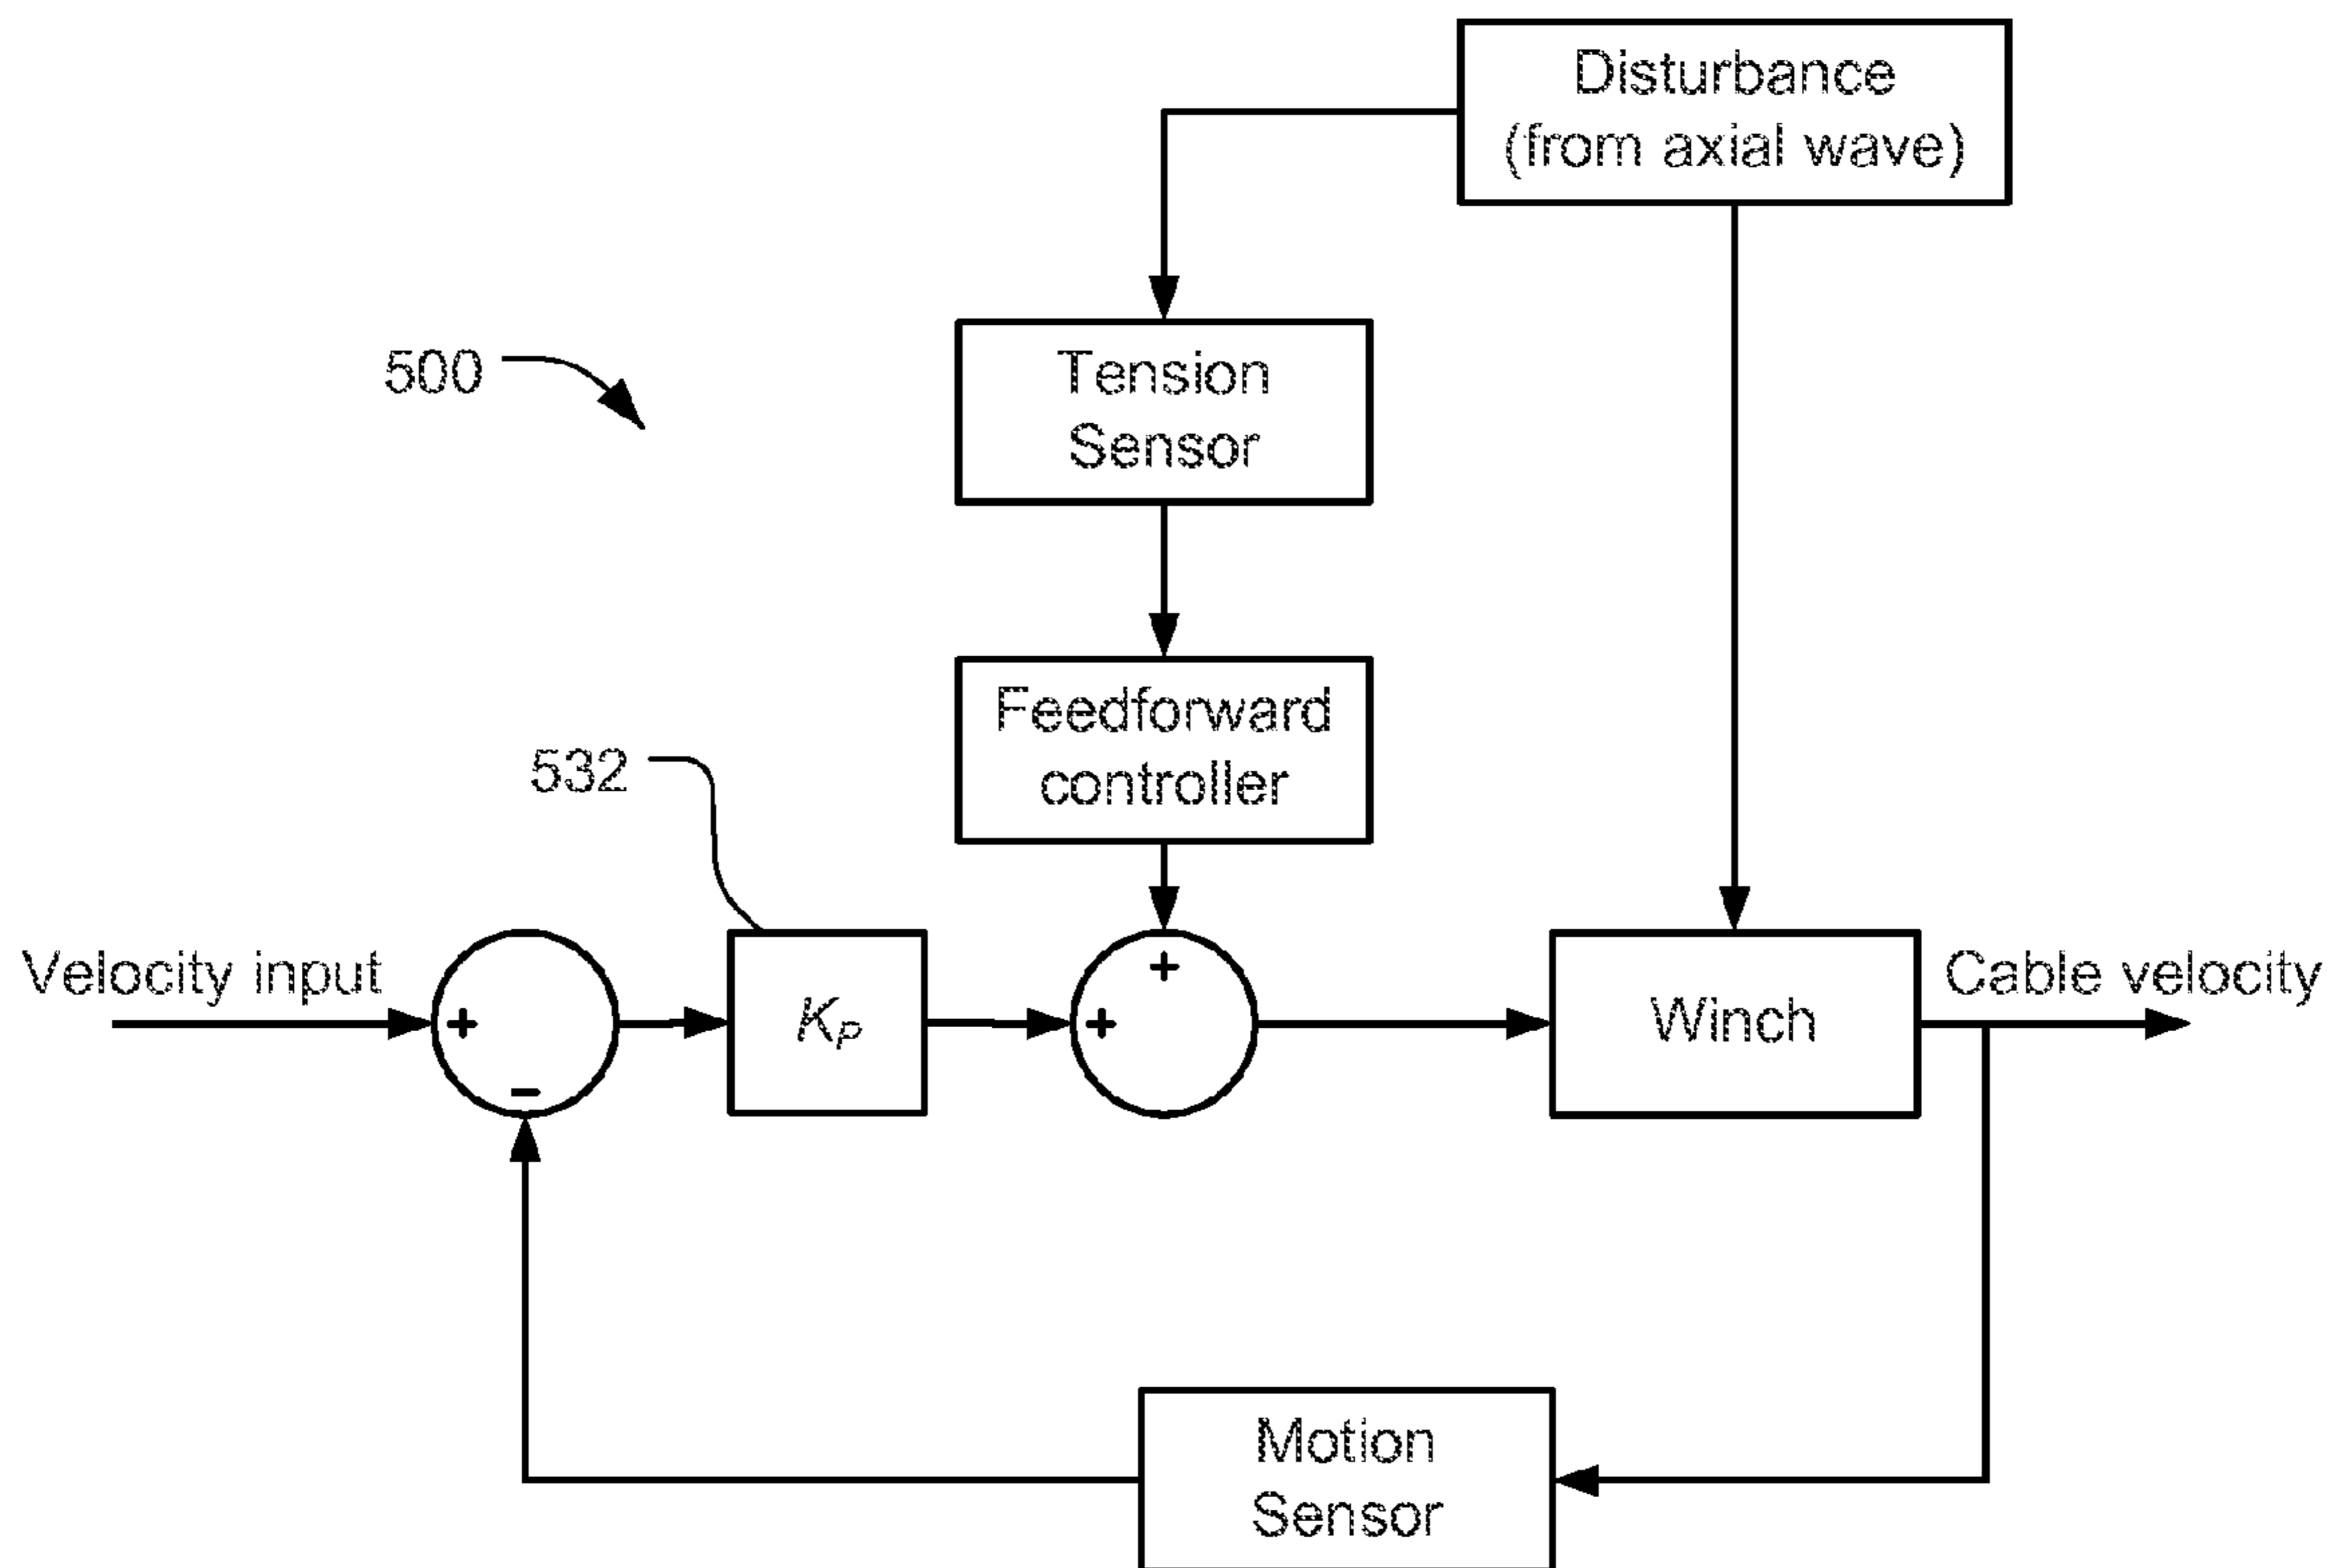 Disturbance
(from axial wave)
500
Tension
Sensor
532
Feedforward
controller
Velocity input
+
−
K_P
+
+
Winch
Cable velocity
Motion
Sensor